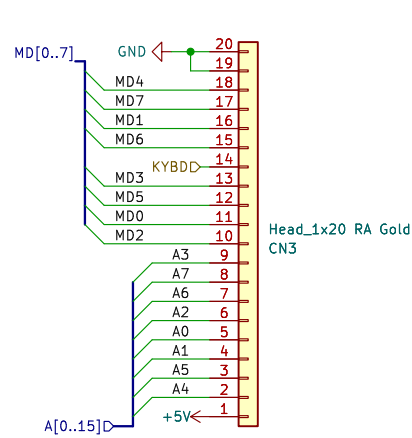 GND 20
MD[0..7]
19
MD4 18
MD7 17
MD1 16
MD6 15
KYBD 14
MD3 13
MD5 12
MD0 11
MD2 10
Head_1x20 RA Gold
CN3
A3 9
A7 8
A6 7
A2 6
A0 5
A1 4
A5 3
A4 2
+5V 1
A[0..15]